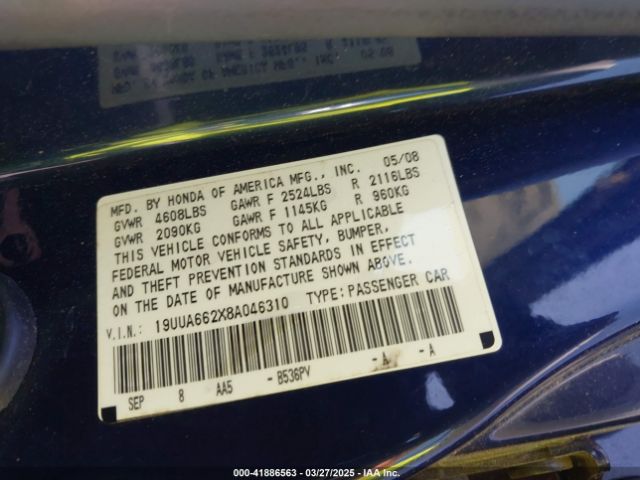 MFD. BY HONDA OF AMERICA MFG., INC. 05/08
GVWR 4608LBS GAWR F 2524LBS R 2116LBS
GVWR 2090KG GAWR F 1145KG R 960KG
THIS VEHICLE CONFORMS TO ALL APPLICABLE
FEDERAL MOTOR VEHICLE SAFETY, BUMPER,
AND THEFT PREVENTION STANDARDS IN EFFECT
ON THE DATE OF MANUFACTURE SHOWN ABOVE.
V.I.N.: 19UUA662X8A046310 TYPE: PASSENGER CAR
SEP 8 AA5 - B536PV - A - A
000-41886563 — 03/27/2025 — IAA Inc.